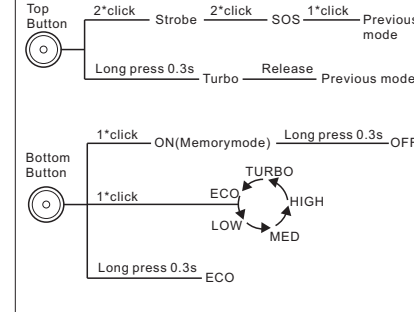 Top
Button
2*click
Strobe
2*click
SOS
1*click
Previous
mode
Long press 0.3s
Turbo
Release
Previous mode
Bottom
Button
1*click
ON(Memorymode)
Long press 0.3s
OFF
1*click
TURBO
ECO
HIGH
LOW
MED
Long press 0.3s
ECO